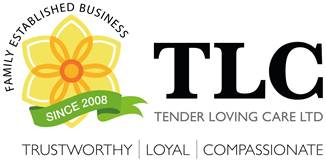 FAMILY ESTABLISHED BUSINESS
SINCE 2008
TLC
TENDER LOVING CARE LTD
TRUSTWORTHY | LOYAL | COMPASSIONATE